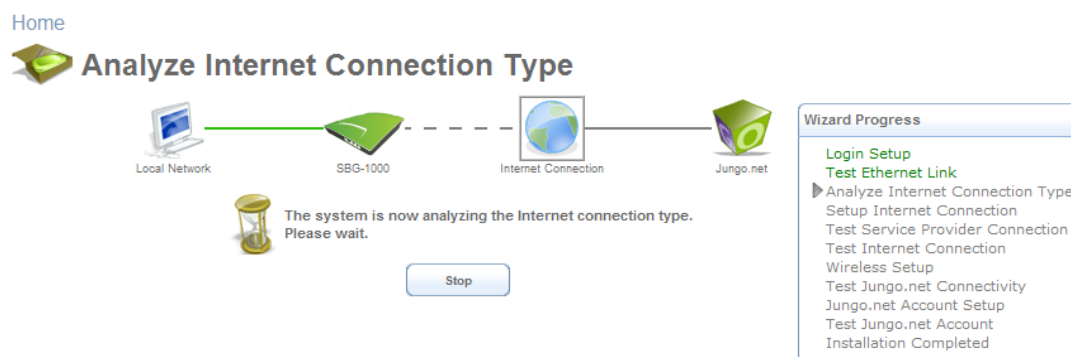 Home
Analyze Internet Connection Type
Local Network
SBG-1000
Internet Connection
Jungo.net
The system is now analyzing the Internet connection type.
Please wait.
Stop
Wizard Progress
Login Setup
Test Ethernet Link
Analyze Internet Connection Type
Setup Internet Connection
Test Service Provider Connection
Test Internet Connection
Wireless Setup
Test Jungo.net Connectivity
Jungo.net Account Setup
Test Jungo.net Account
Installation Completed